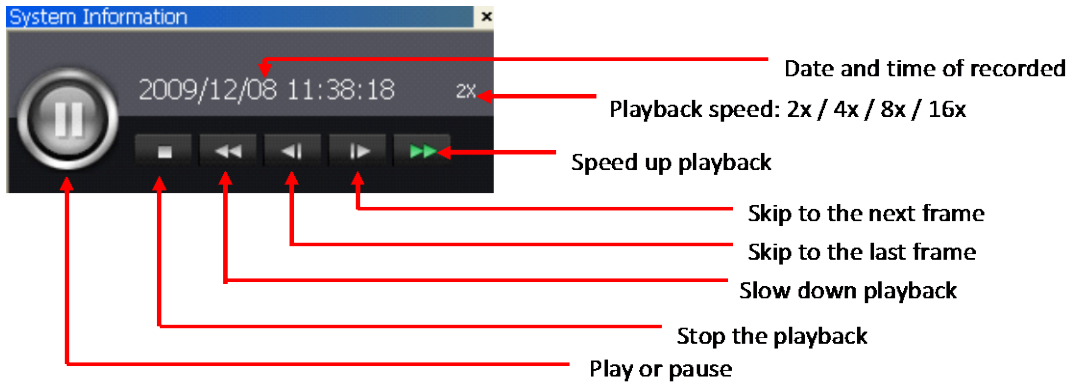 System Information
2009/12/08 11:38:18
2X
Date and time of recorded
Playback speed: 2x / 4x / 8x / 16x
Speed up playback
Skip to the next frame
Skip to the last frame
Slow down playback
Stop the playback
Play or pause